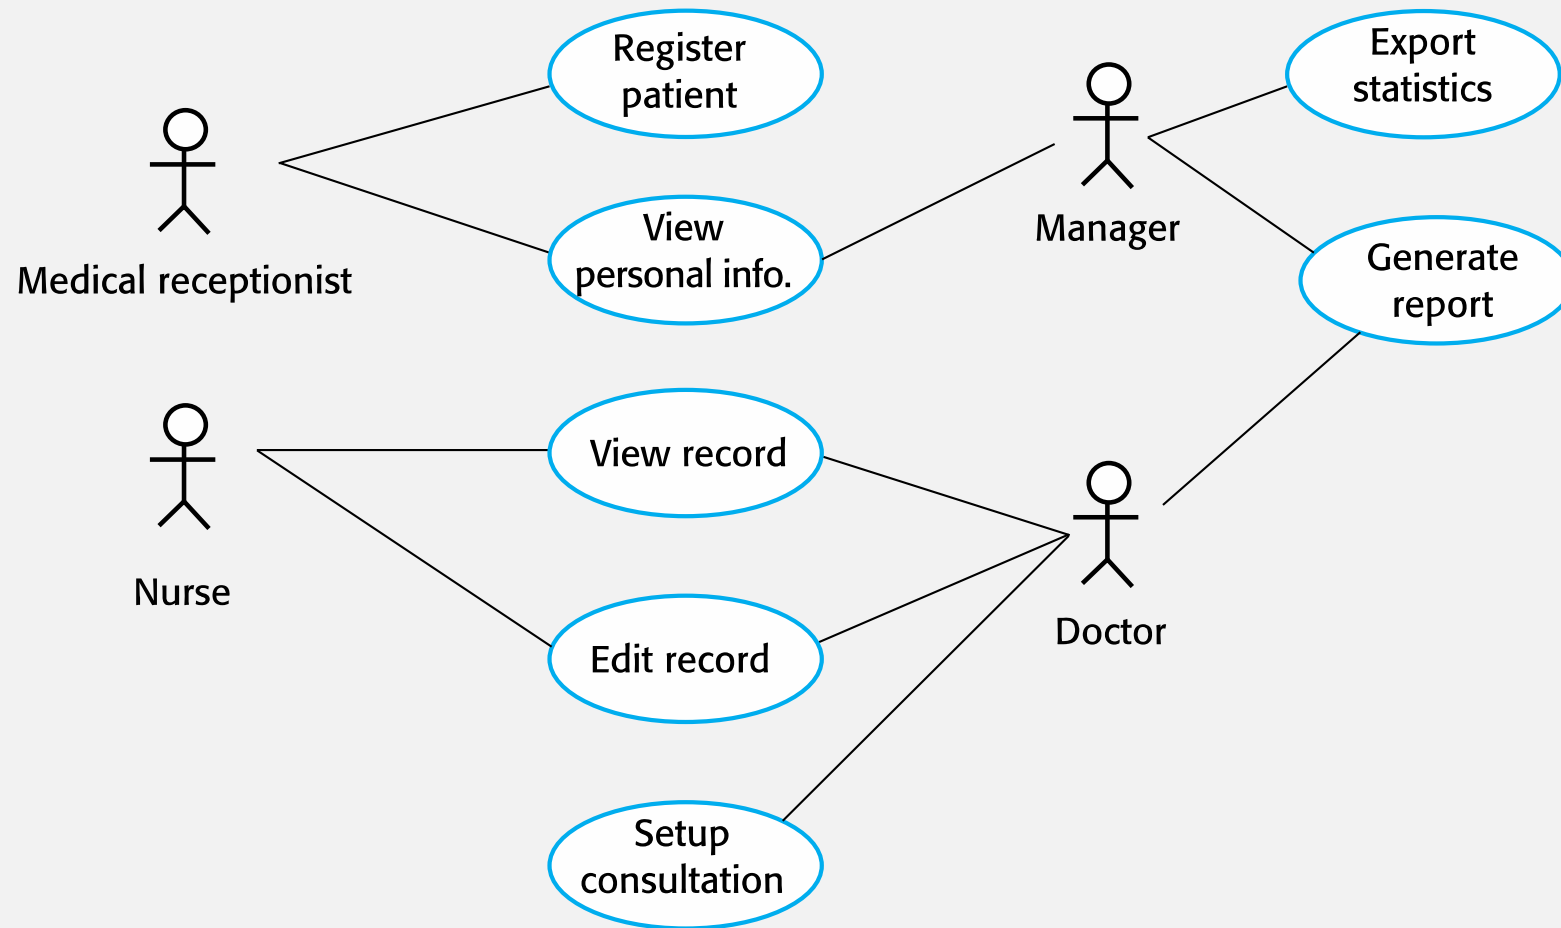 Register
patient
Export
statistics
Medical receptionist
View
personal info.
Manager
Generate
report
Nurse
View record
Edit record
Doctor
Setup
consultation